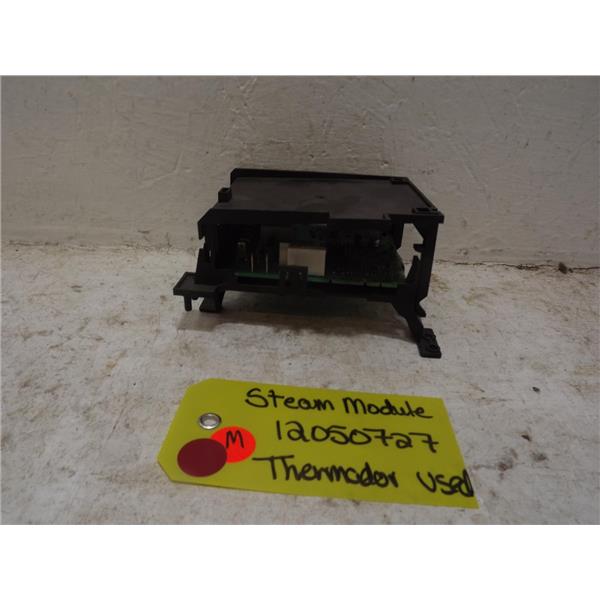 Steam Module
M 12050727
Thermador Used